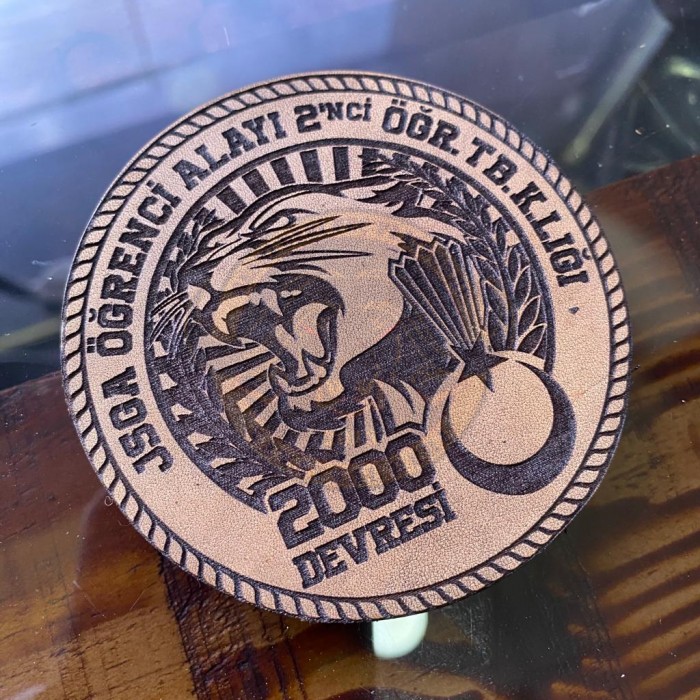 JSGA ÖĞRENCİ ALAYI 2'NCİ ÖĞR. TB. K.LIĞI
2000
DEVRESİ